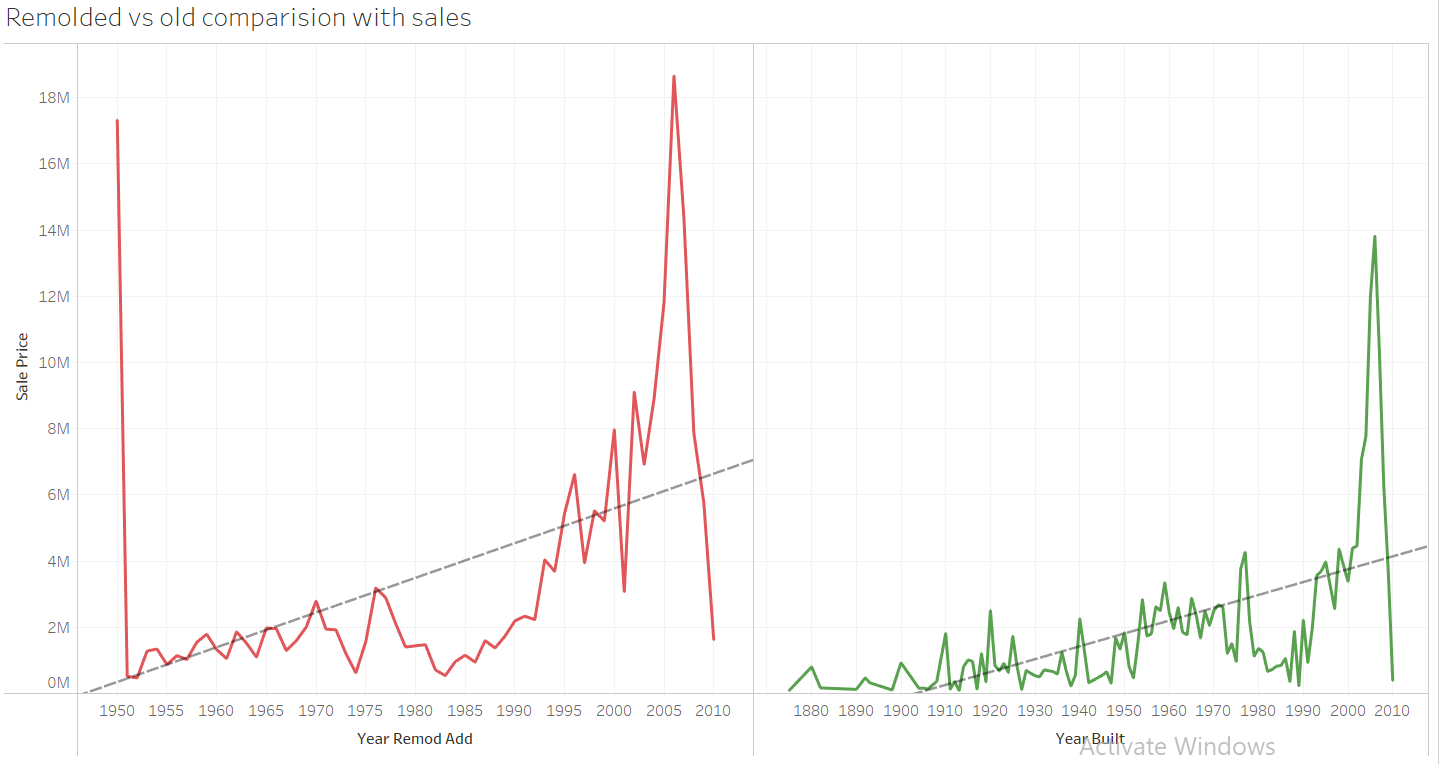 Remolded vs old comparision with sales
18M
16M
14M
12M
10M
8M
6M
4M
2M
0M
Sale Price
1950 1955 1960 1965 1970 1975 1980 1985 1990 1995 2000 2005 2010
Year Remod Add
1880 1890 1900 1910 1920 1930 1940 1950 1960 1970 1980 1990 2000 2010
Year Built
Activate Windows